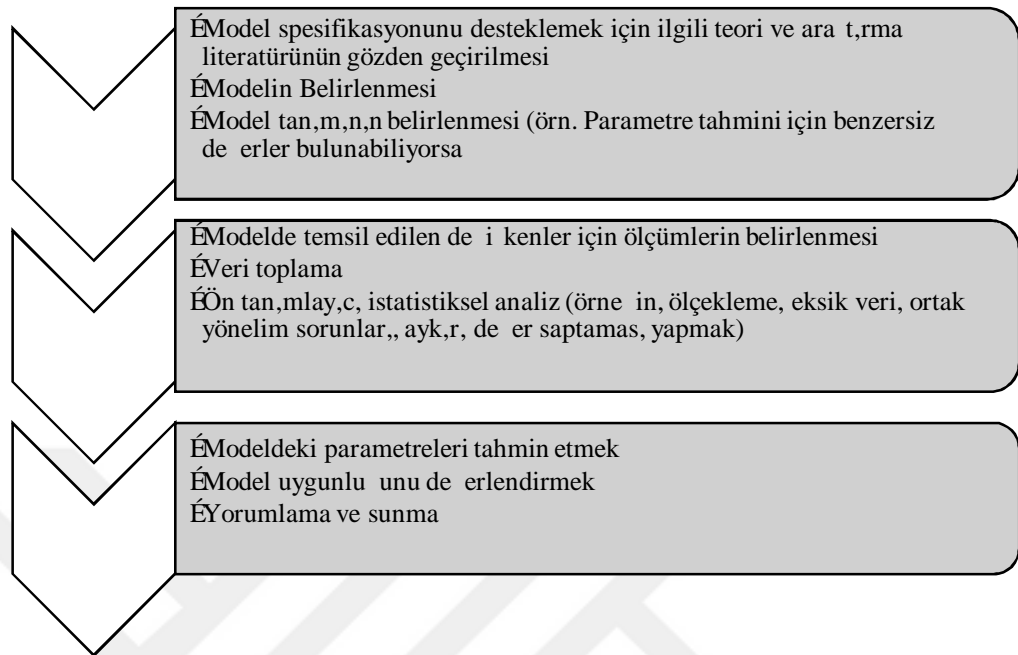 ÉModel spesifikasyonunu desteklemek için ilgili teori ve ara t,rma
literatürünün gözden geçirilmesi
ÉModelin Belirlenmesi
ÉModel tan,m,n,n belirlenmesi (örn. Parametre tahmini için benzersiz
de erler bulunabiliyorsa
ÉModelde temsil edilen de i kenler için ölçümlerin belirlenmesi
ÉVeri toplama
ÉÖn tan,mlay,c, istatistiksel analiz (örne in, ölçekleme, eksik veri, ortak
yönelim sorunlar,, ayk,r, de er saptamas, yapmak)
ÉModeldeki parametreleri tahmin etmek
ÉModel uygunlu unu de erlendirmek
ÉYorumlama ve sunma